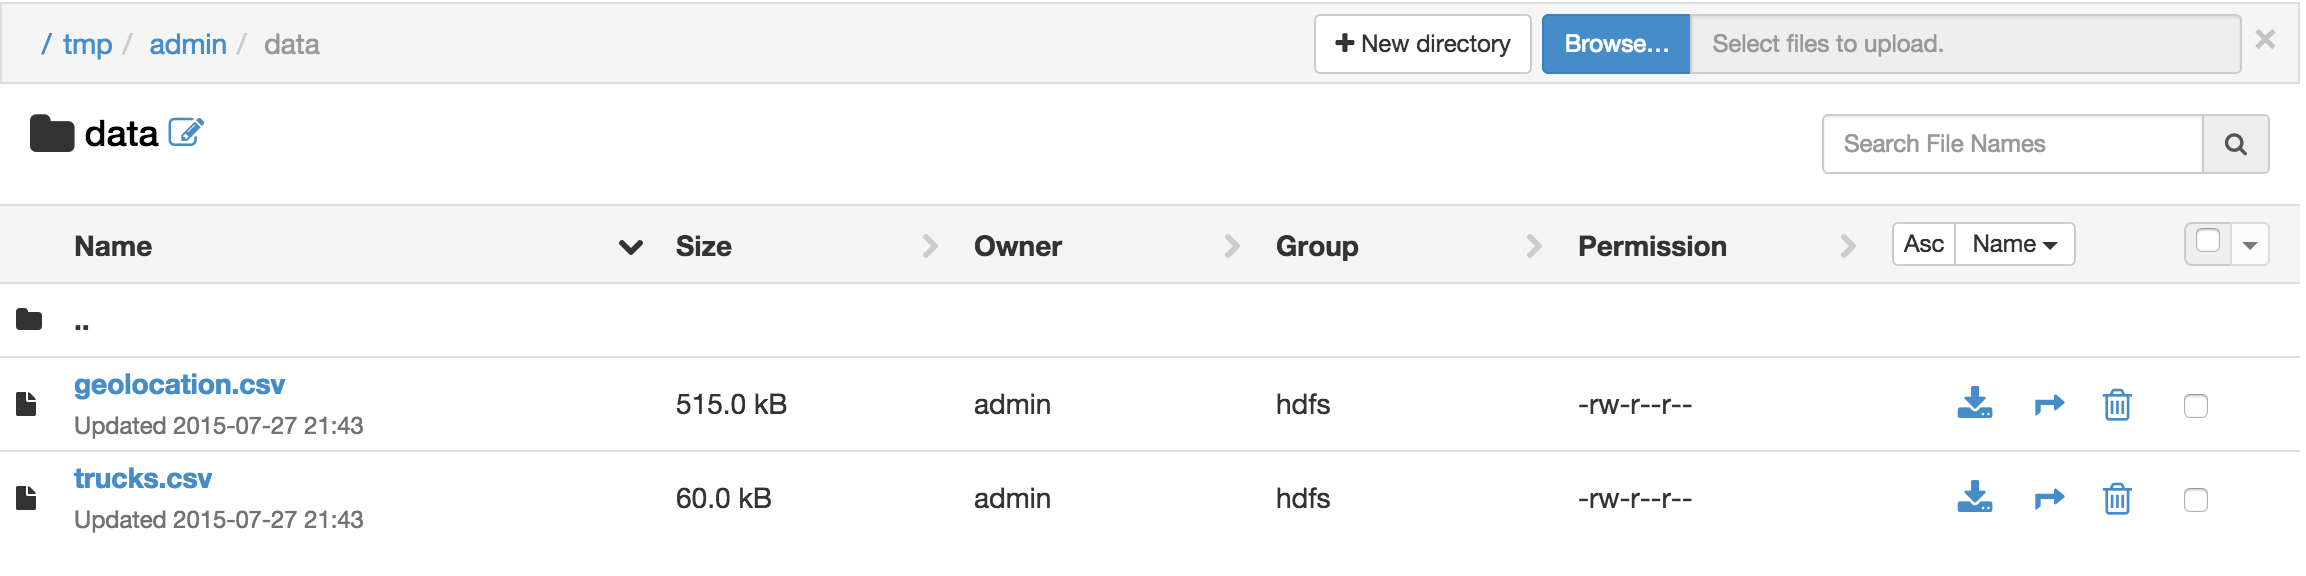 / tmp / admin / data + New directory Browse... Select files to upload. ×
data Search File Names
Name Size Owner Group Permission Asc Name
..
geolocation.csv
Updated 2015-07-27 21:43 515.0 kB admin hdfs -rw-r--r--
trucks.csv
Updated 2015-07-27 21:43 60.0 kB admin hdfs -rw-r--r--